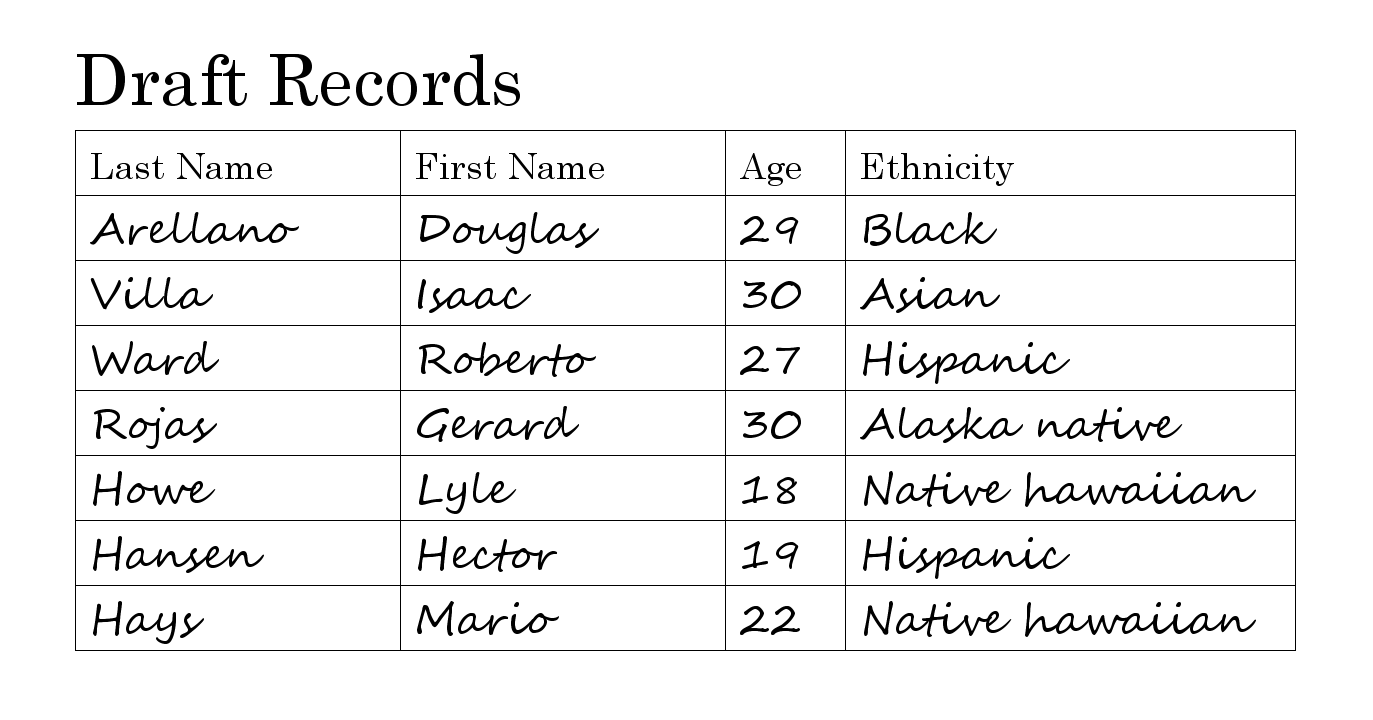 Draft Records
Last Name First Name Age Ethnicity
Arellano Douglas 29 Black
Villa Isaac 30 Asian
Ward Roberto 27 Hispanic
Rojas Gerard 30 Alaska native
Howe Lyle 18 Native hawaiian
Hansen Hector 19 Hispanic
Hays Mario 22 Native hawaiian